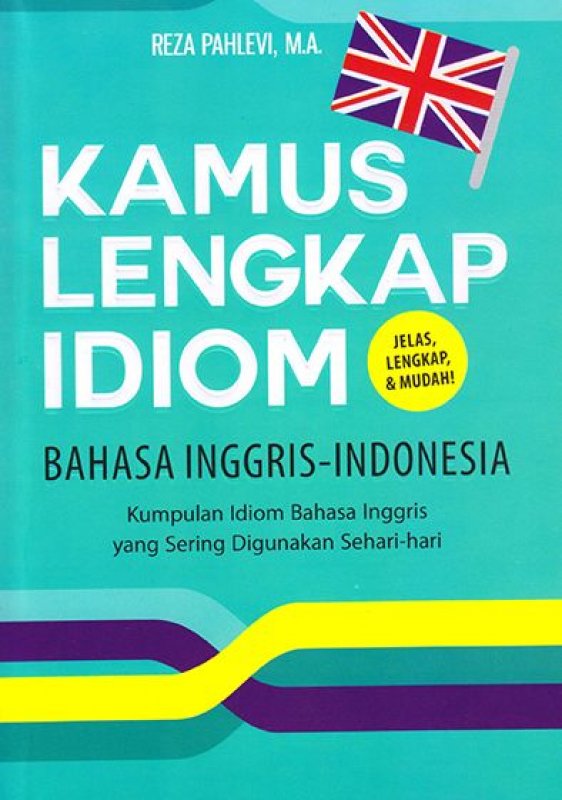 REZA PAHLEVI, M.A.
KAMUS
LENGKAP
IDIOM
JELAS,
LENGKAP,
& MUDAH!
BAHASA INGGRIS-INDONESIA
Kumpulan Idiom Bahasa Inggris
yang Sering Digunakan Sehari-hari